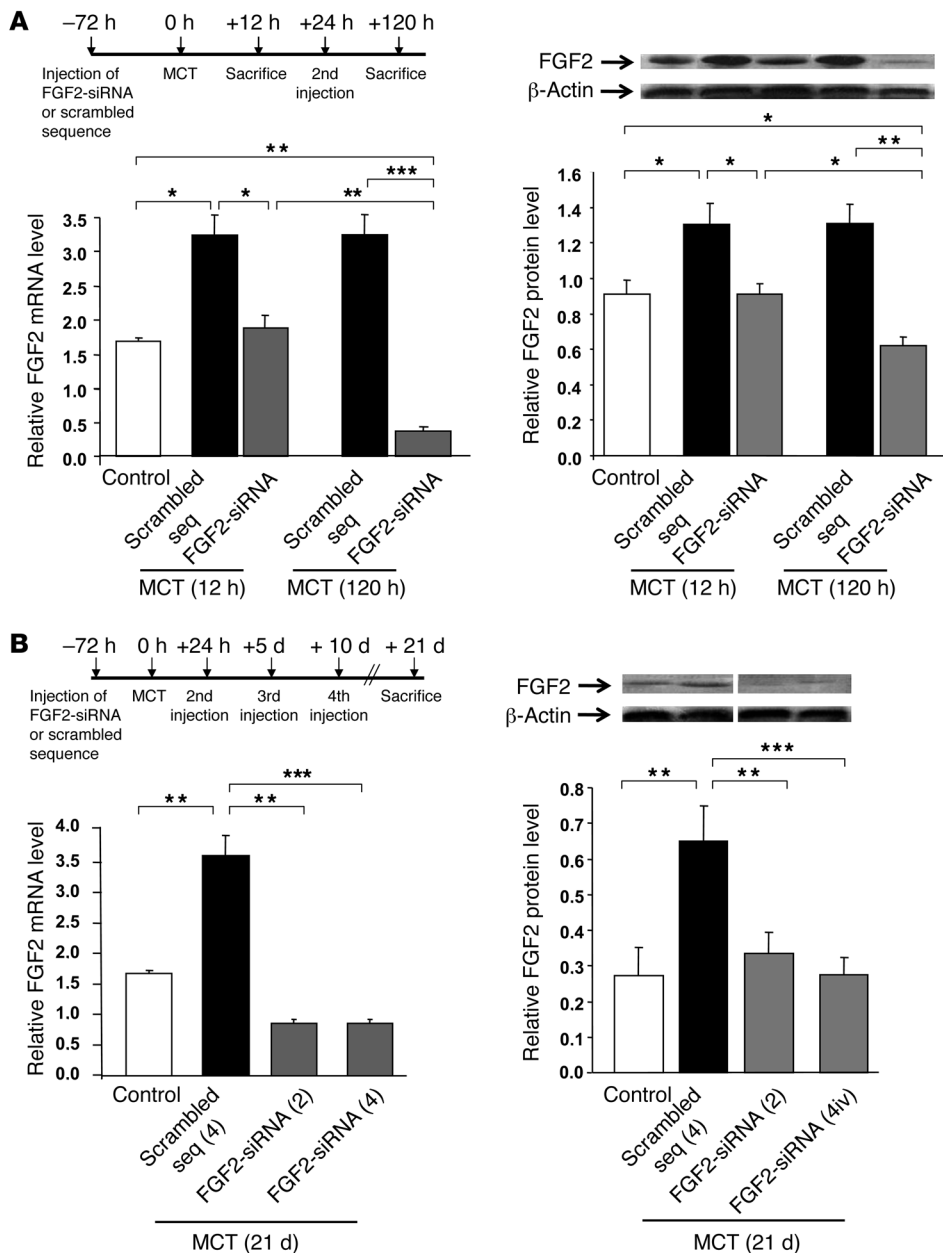 A
–72 h 0 h +12 h +24 h +120 h
Injection of FGF2-siRNA or scrambled sequence
MCT
Sacrifice
2nd injection
Sacrifice
FGF2
β-Actin
** 
***
* * **
Relative FGF2 mRNA level
3.5
3.0
2.5
2.0
1.5
1.0
0.5
0.0
Control
Scrambled seq
FGF2-siRNA
Scrambled seq
FGF2-siRNA
MCT (12 h)
MCT (120 h)
*
**
* * *
Relative FGF2 protein level
1.6
1.4
1.2
1.0
0.8
0.6
0.4
0.2
0.0
Control
Scrambled seq
FGF2-siRNA
Scrambled seq
FGF2-siRNA
MCT (12 h)
MCT (120 h)
B
–72 h 0 h +24 h +5 d + 10 d + 21 d
Injection of FGF2-siRNA or scrambled sequence
MCT
2nd injection
3rd injection
4th injection
Sacrifice
FGF2
β-Actin
***
** **
Relative FGF2 mRNA level
4.0
3.5
3.0
2.5
2.0
1.5
1.0
0.5
0.0
Control
Scrambled seq (4)
FGF2-siRNA (2)
FGF2-siRNA (4)
MCT (21 d)
***
** **
Relative FGF2 protein level
0.8
0.7
0.6
0.5
0.4
0.3
0.2
0.1
0.0
Control
Scrambled seq (4)
FGF2-siRNA (2)
FGF2-siRNA (4iv)
MCT (21 d)